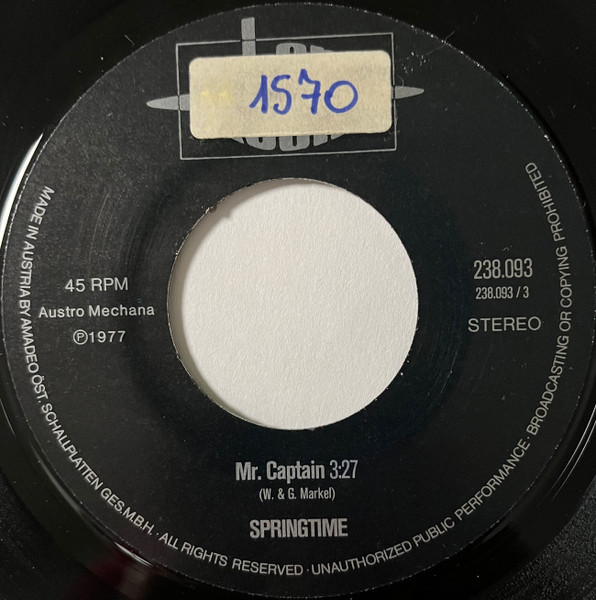 1570
45 RPM
Austro Mechana
Ⓟ1977
238.093
238.093 / 3
STEREO
Mr. Captain 3:27
(W. & G. Markel)
SPRINGTIME
MADE IN AUSTRIA BY AMADEO ÖST. SCHALLPLATTEN GES.M.B.H. · ALL RIGHTS RESERVED · UNAUTHORIZED PUBLIC PERFORMANCE · BROADCASTING OR COPYING PROHIBITED